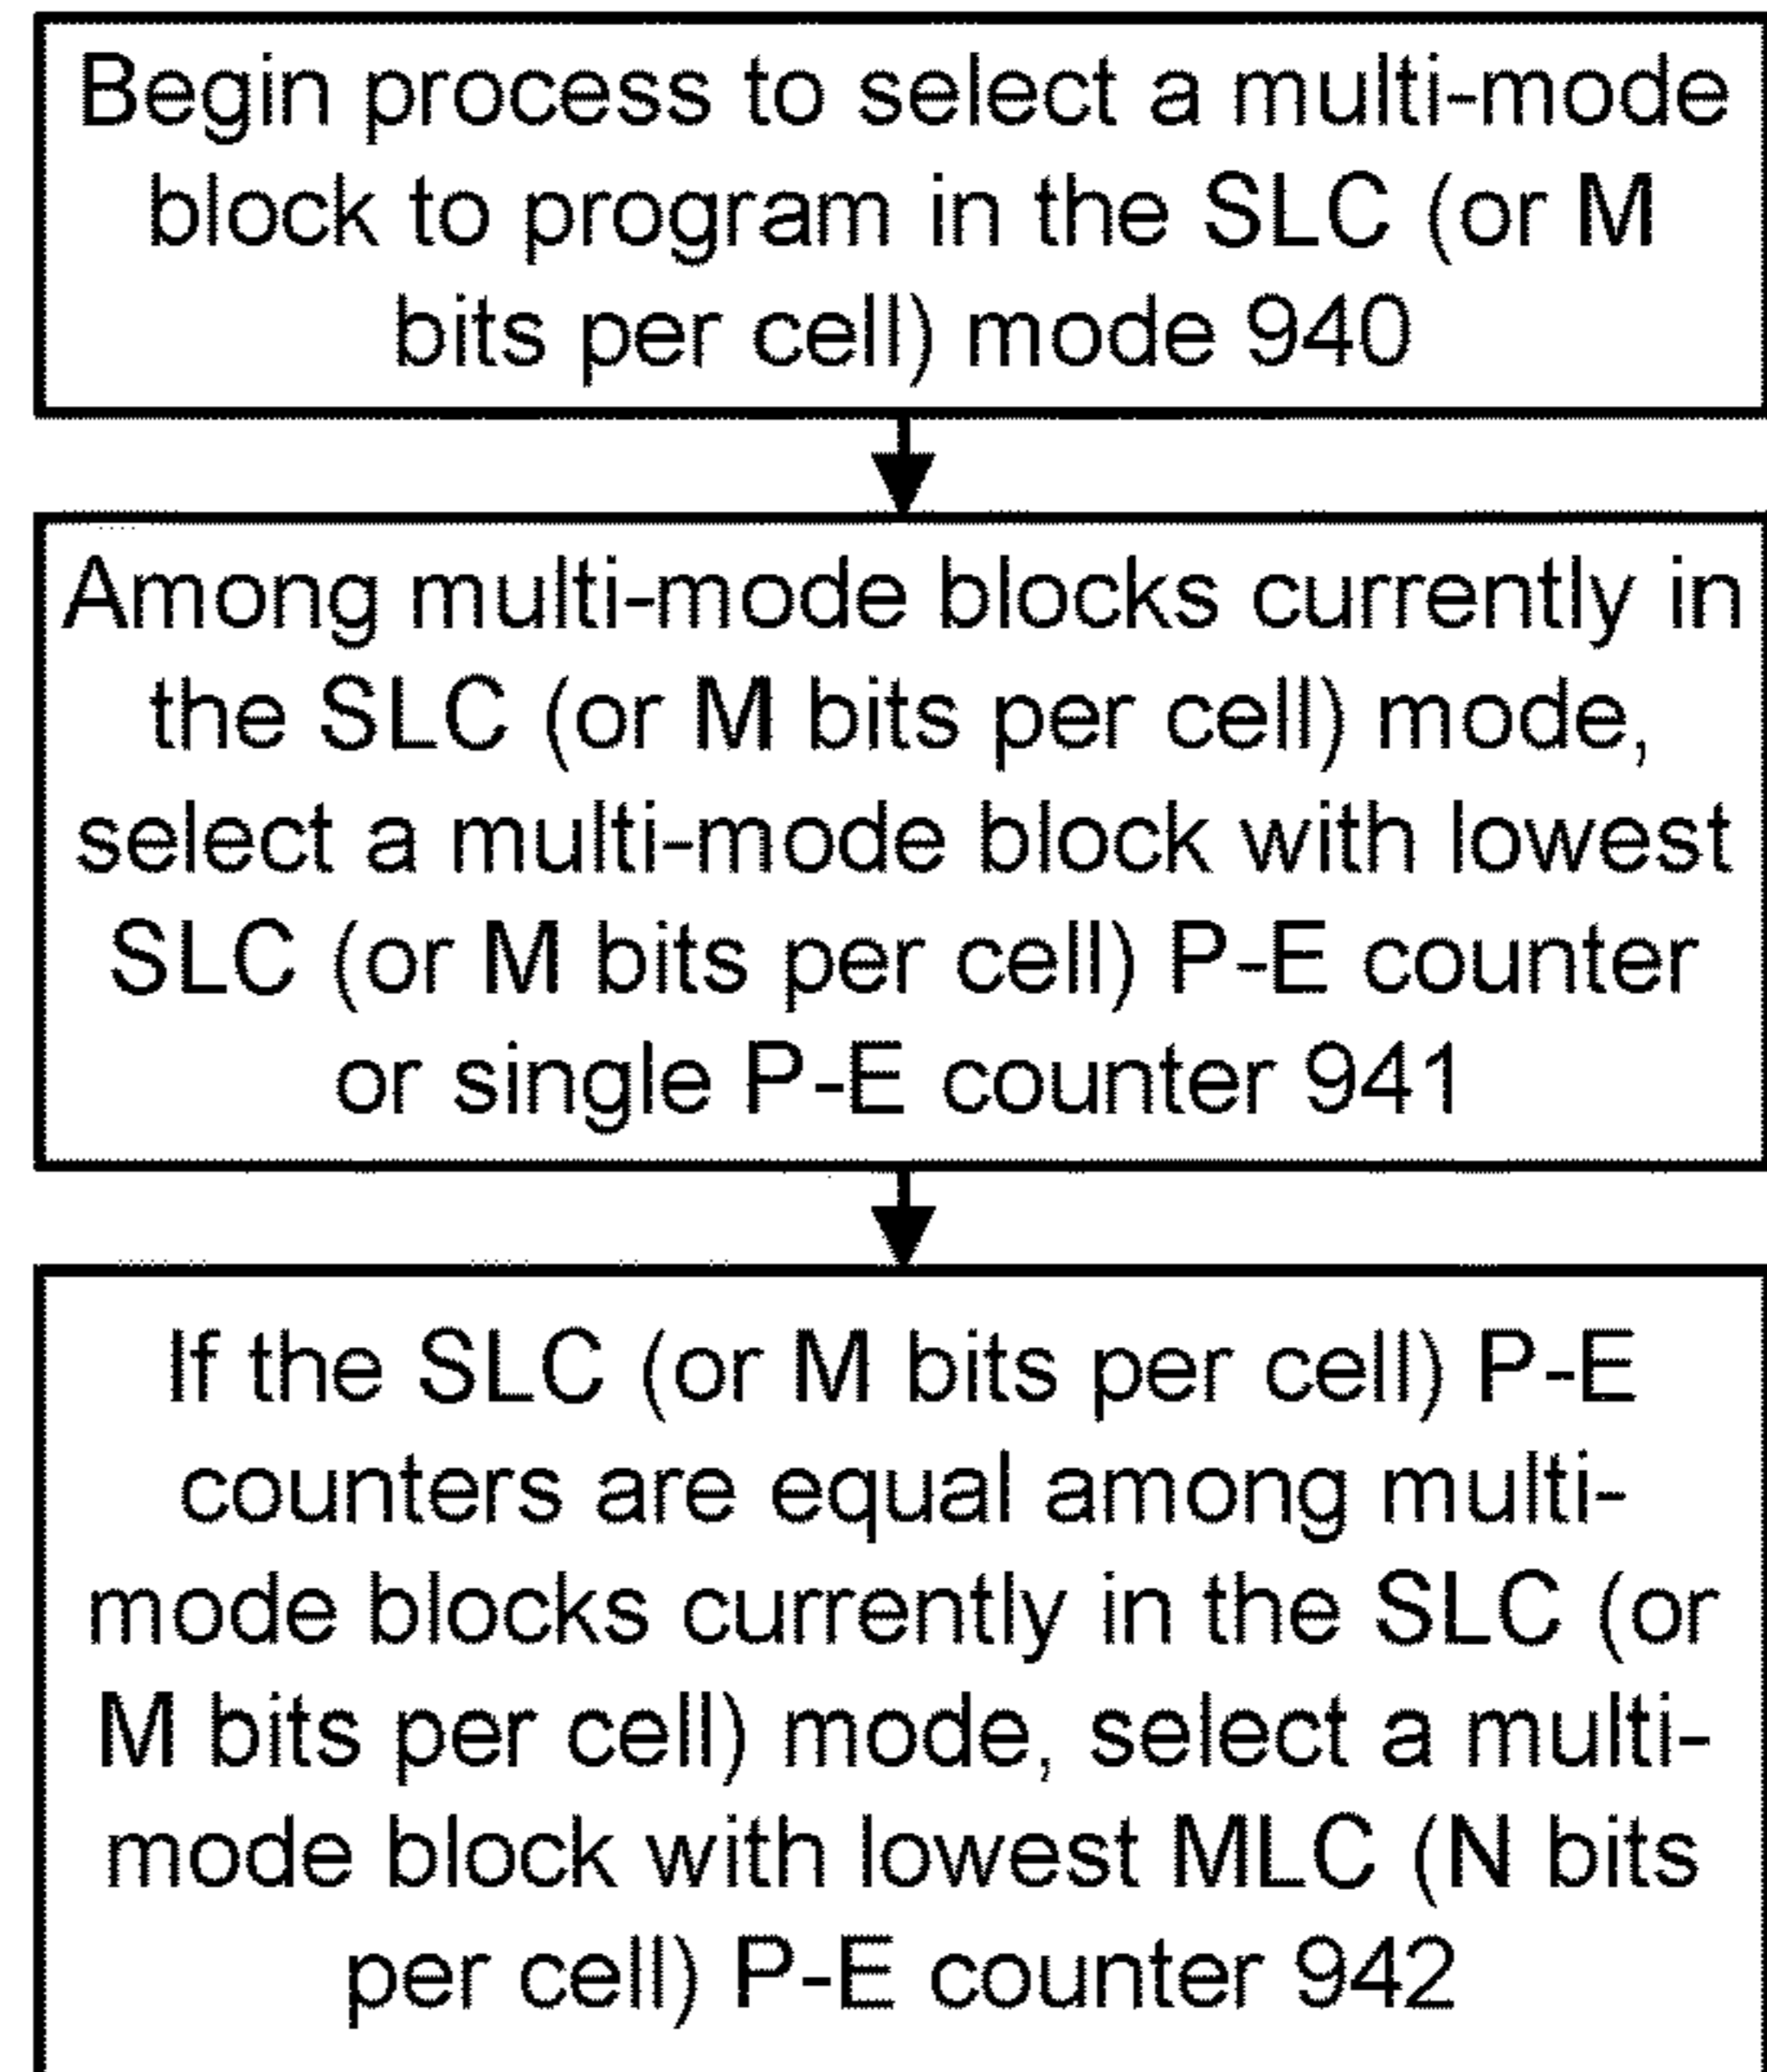 Begin process to select a multi-mode
block to program in the SLC (or M
bits per cell) mode 940
Among multi-mode blocks currently in
the SLC (or M bits per cell) mode,
select a multi-mode block with lowest
SLC (or M bits per cell) P-E counter
or single P-E counter 941
If the SLC (or M bits per cell) P-E
counters are equal among multi-
mode blocks currently in the SLC (or
M bits per cell) mode, select a multi-
mode block with lowest MLC (N bits
per cell) P-E counter 942